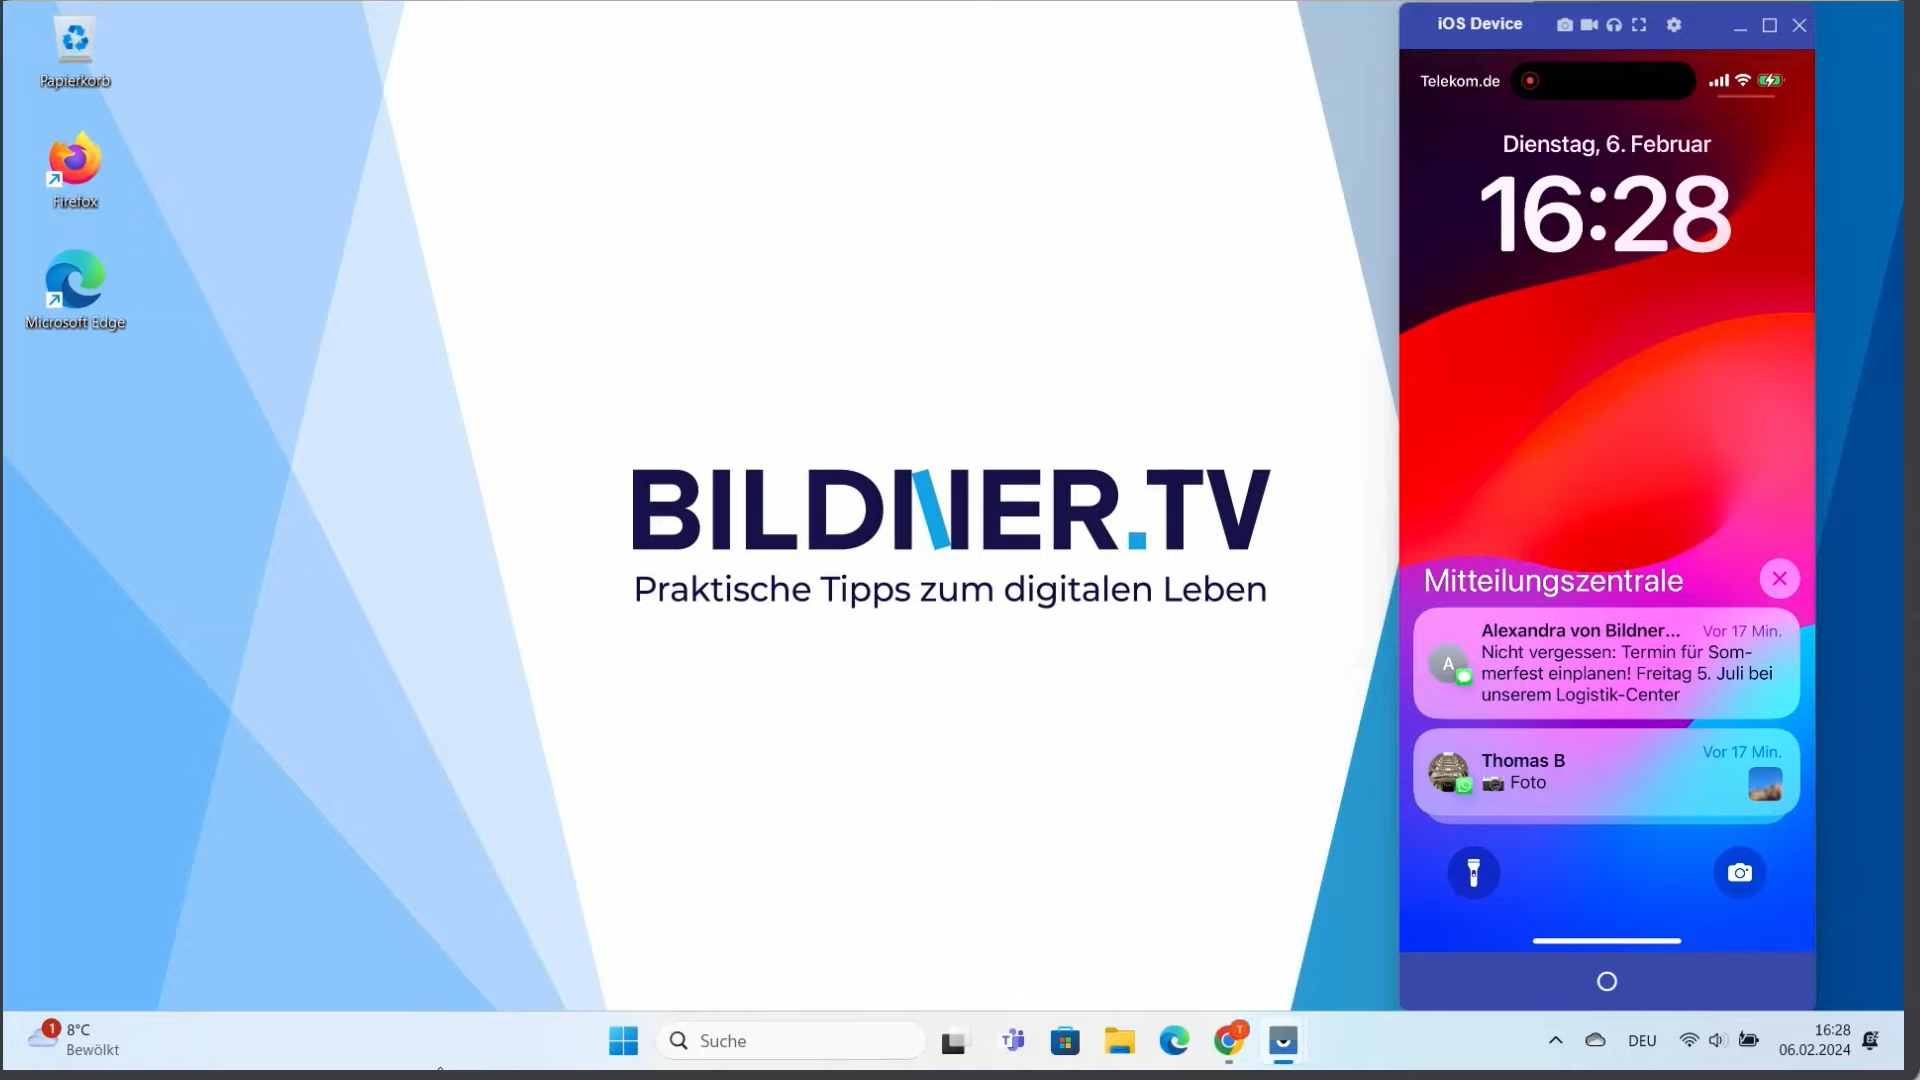 Papierkorb
Firefox
Microsoft Edge
BILDNER.TV
Praktische Tipps zum digitalen Leben
iOS Device
Telekom.de
Dienstag, 6. Februar
16:28
Mitteilungszentrale
Alexandra von Bildner... Vor 17 Min.
Nicht vergessen: Termin für Som-
merfest einplanen! Freitag 5. Juli bei
unserem Logistik-Center
A
Thomas B Vor 17 Min.
Foto
1
8°C
Bewölkt
Suche
T
DEU
16:28
06.02.2024